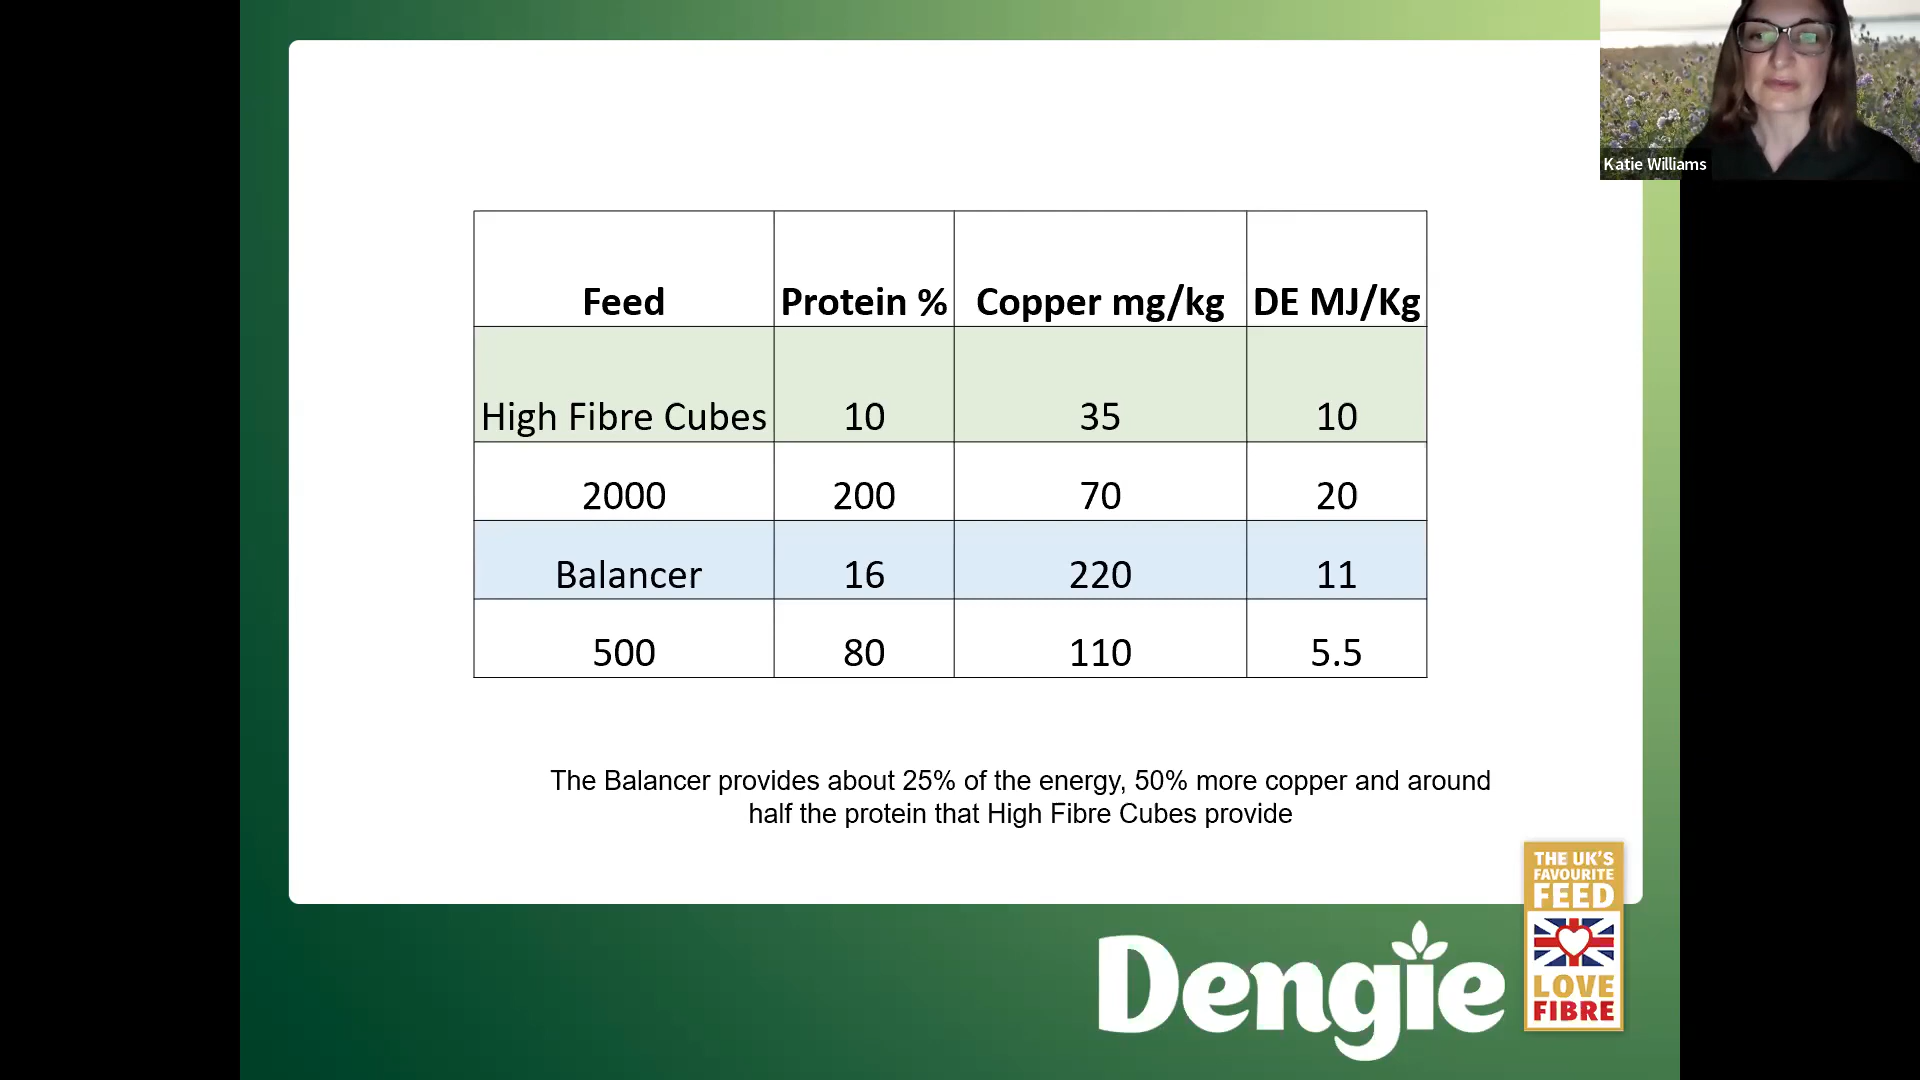 Katie Williams
Feed Protein % Copper mg/kg DE MJ/Kg
High Fibre Cubes 10 35 10
2000 200 70 20
Balancer 16 220 11
500 80 110 5.5
The Balancer provides about 25% of the energy, 50% more copper and around
half the protein that High Fibre Cubes provide
THE UK'S
FAVOURITE
FEED
LOVE
FIBRE
Dengie